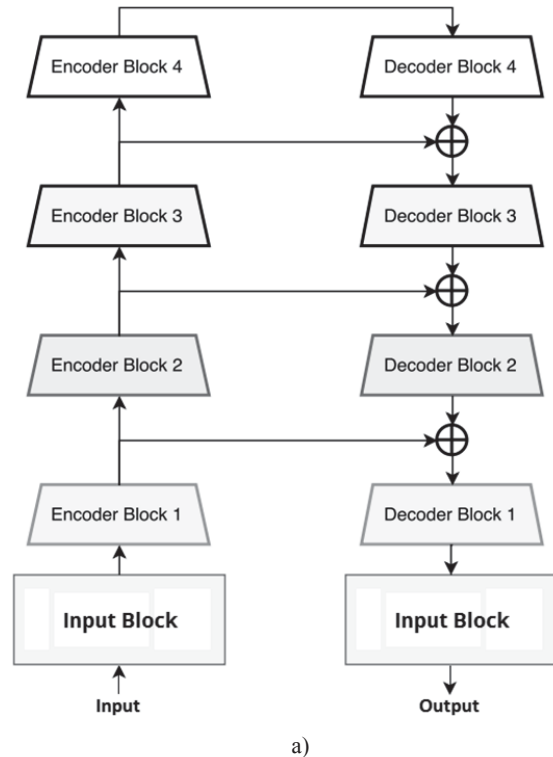 Encoder Block 4
Decoder Block 4
Encoder Block 3
Decoder Block 3
Encoder Block 2
Decoder Block 2
Encoder Block 1
Decoder Block 1
Input Block
Input Block
Input
Output
a)